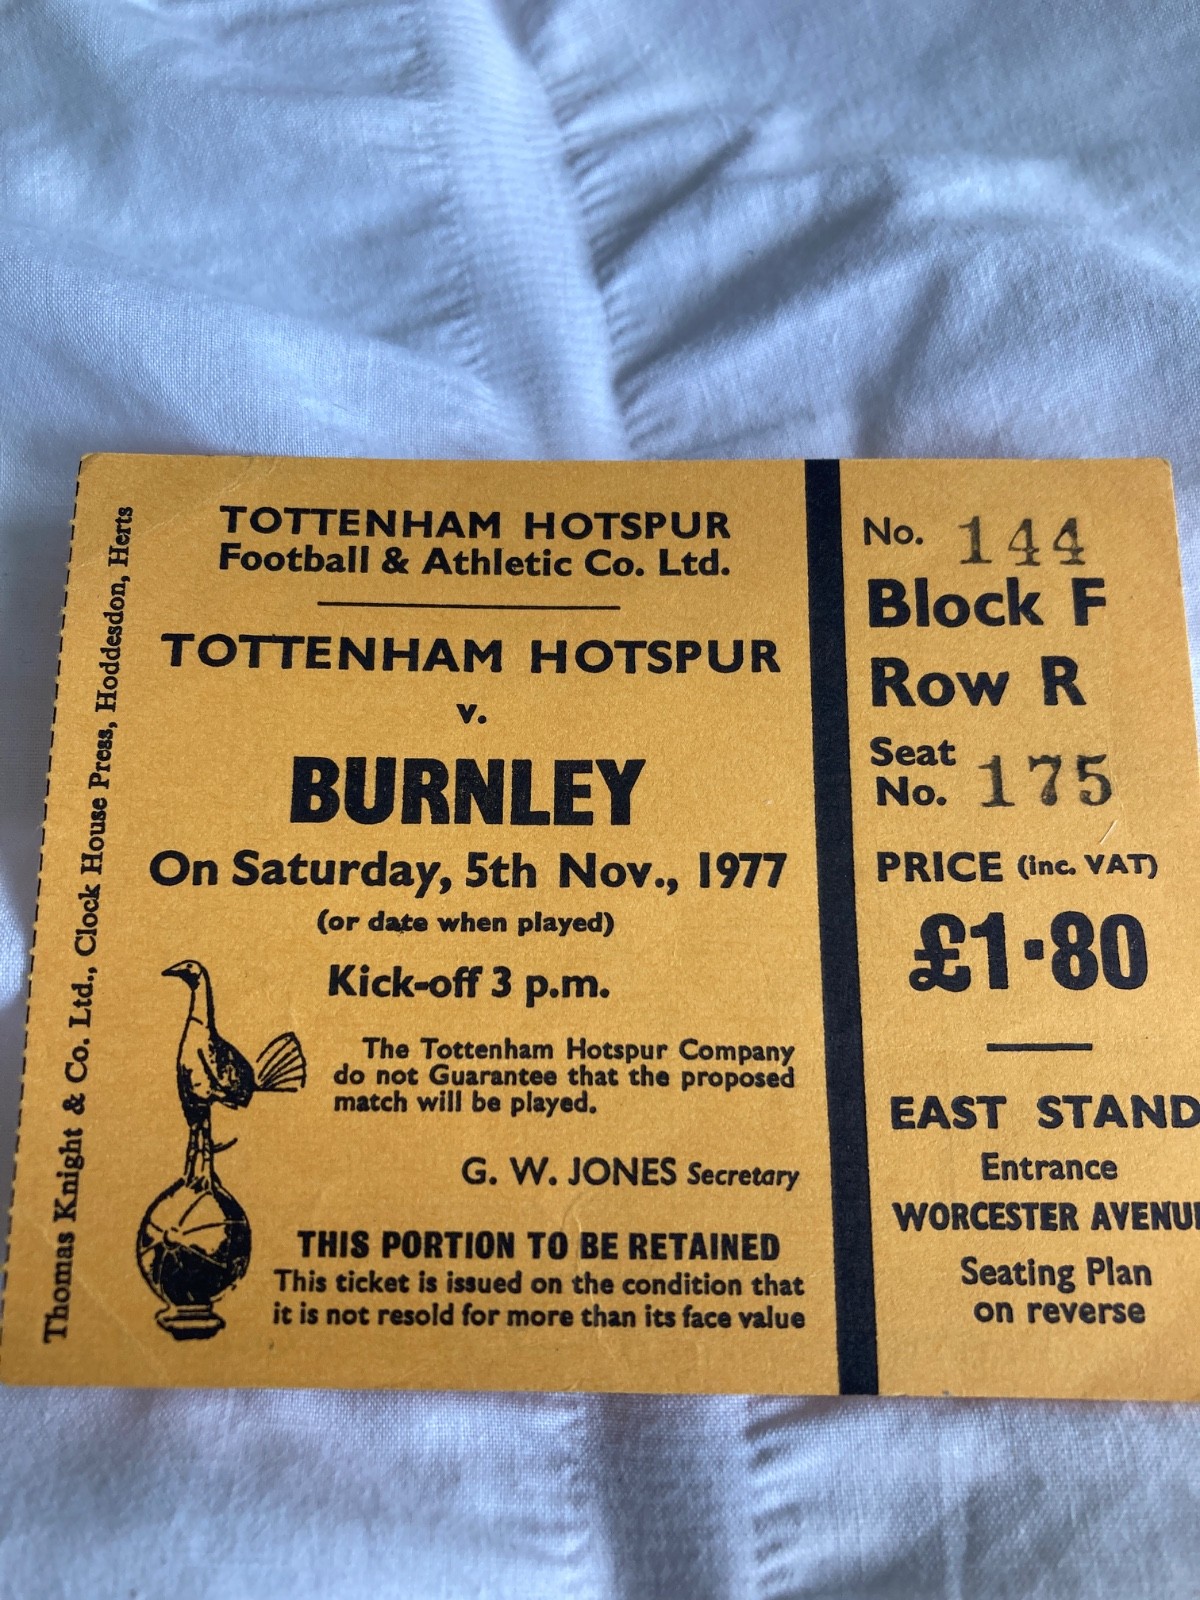 Thomas Knight & Co. Ltd., Clock House Press, Hoddesdon, Herts
TOTTENHAM HOTSPUR
Football & Athletic Co. Ltd.
TOTTENHAM HOTSPUR
v.
BURNLEY
On Saturday, 5th Nov., 1977
(or date when played)
Kick-off 3 p.m.
The Tottenham Hotspur Company
do not Guarantee that the proposed
match will be played.
G. W. JONES Secretary
THIS PORTION TO BE RETAINED
This ticket is issued on the condition that
it is not resold for more than its face value
No. 144
Block F
Row R
Seat
No. 175
PRICE (inc. VAT)
£1·80
EAST STAND
Entrance
WORCESTER AVENU
Seating Plan
on reverse